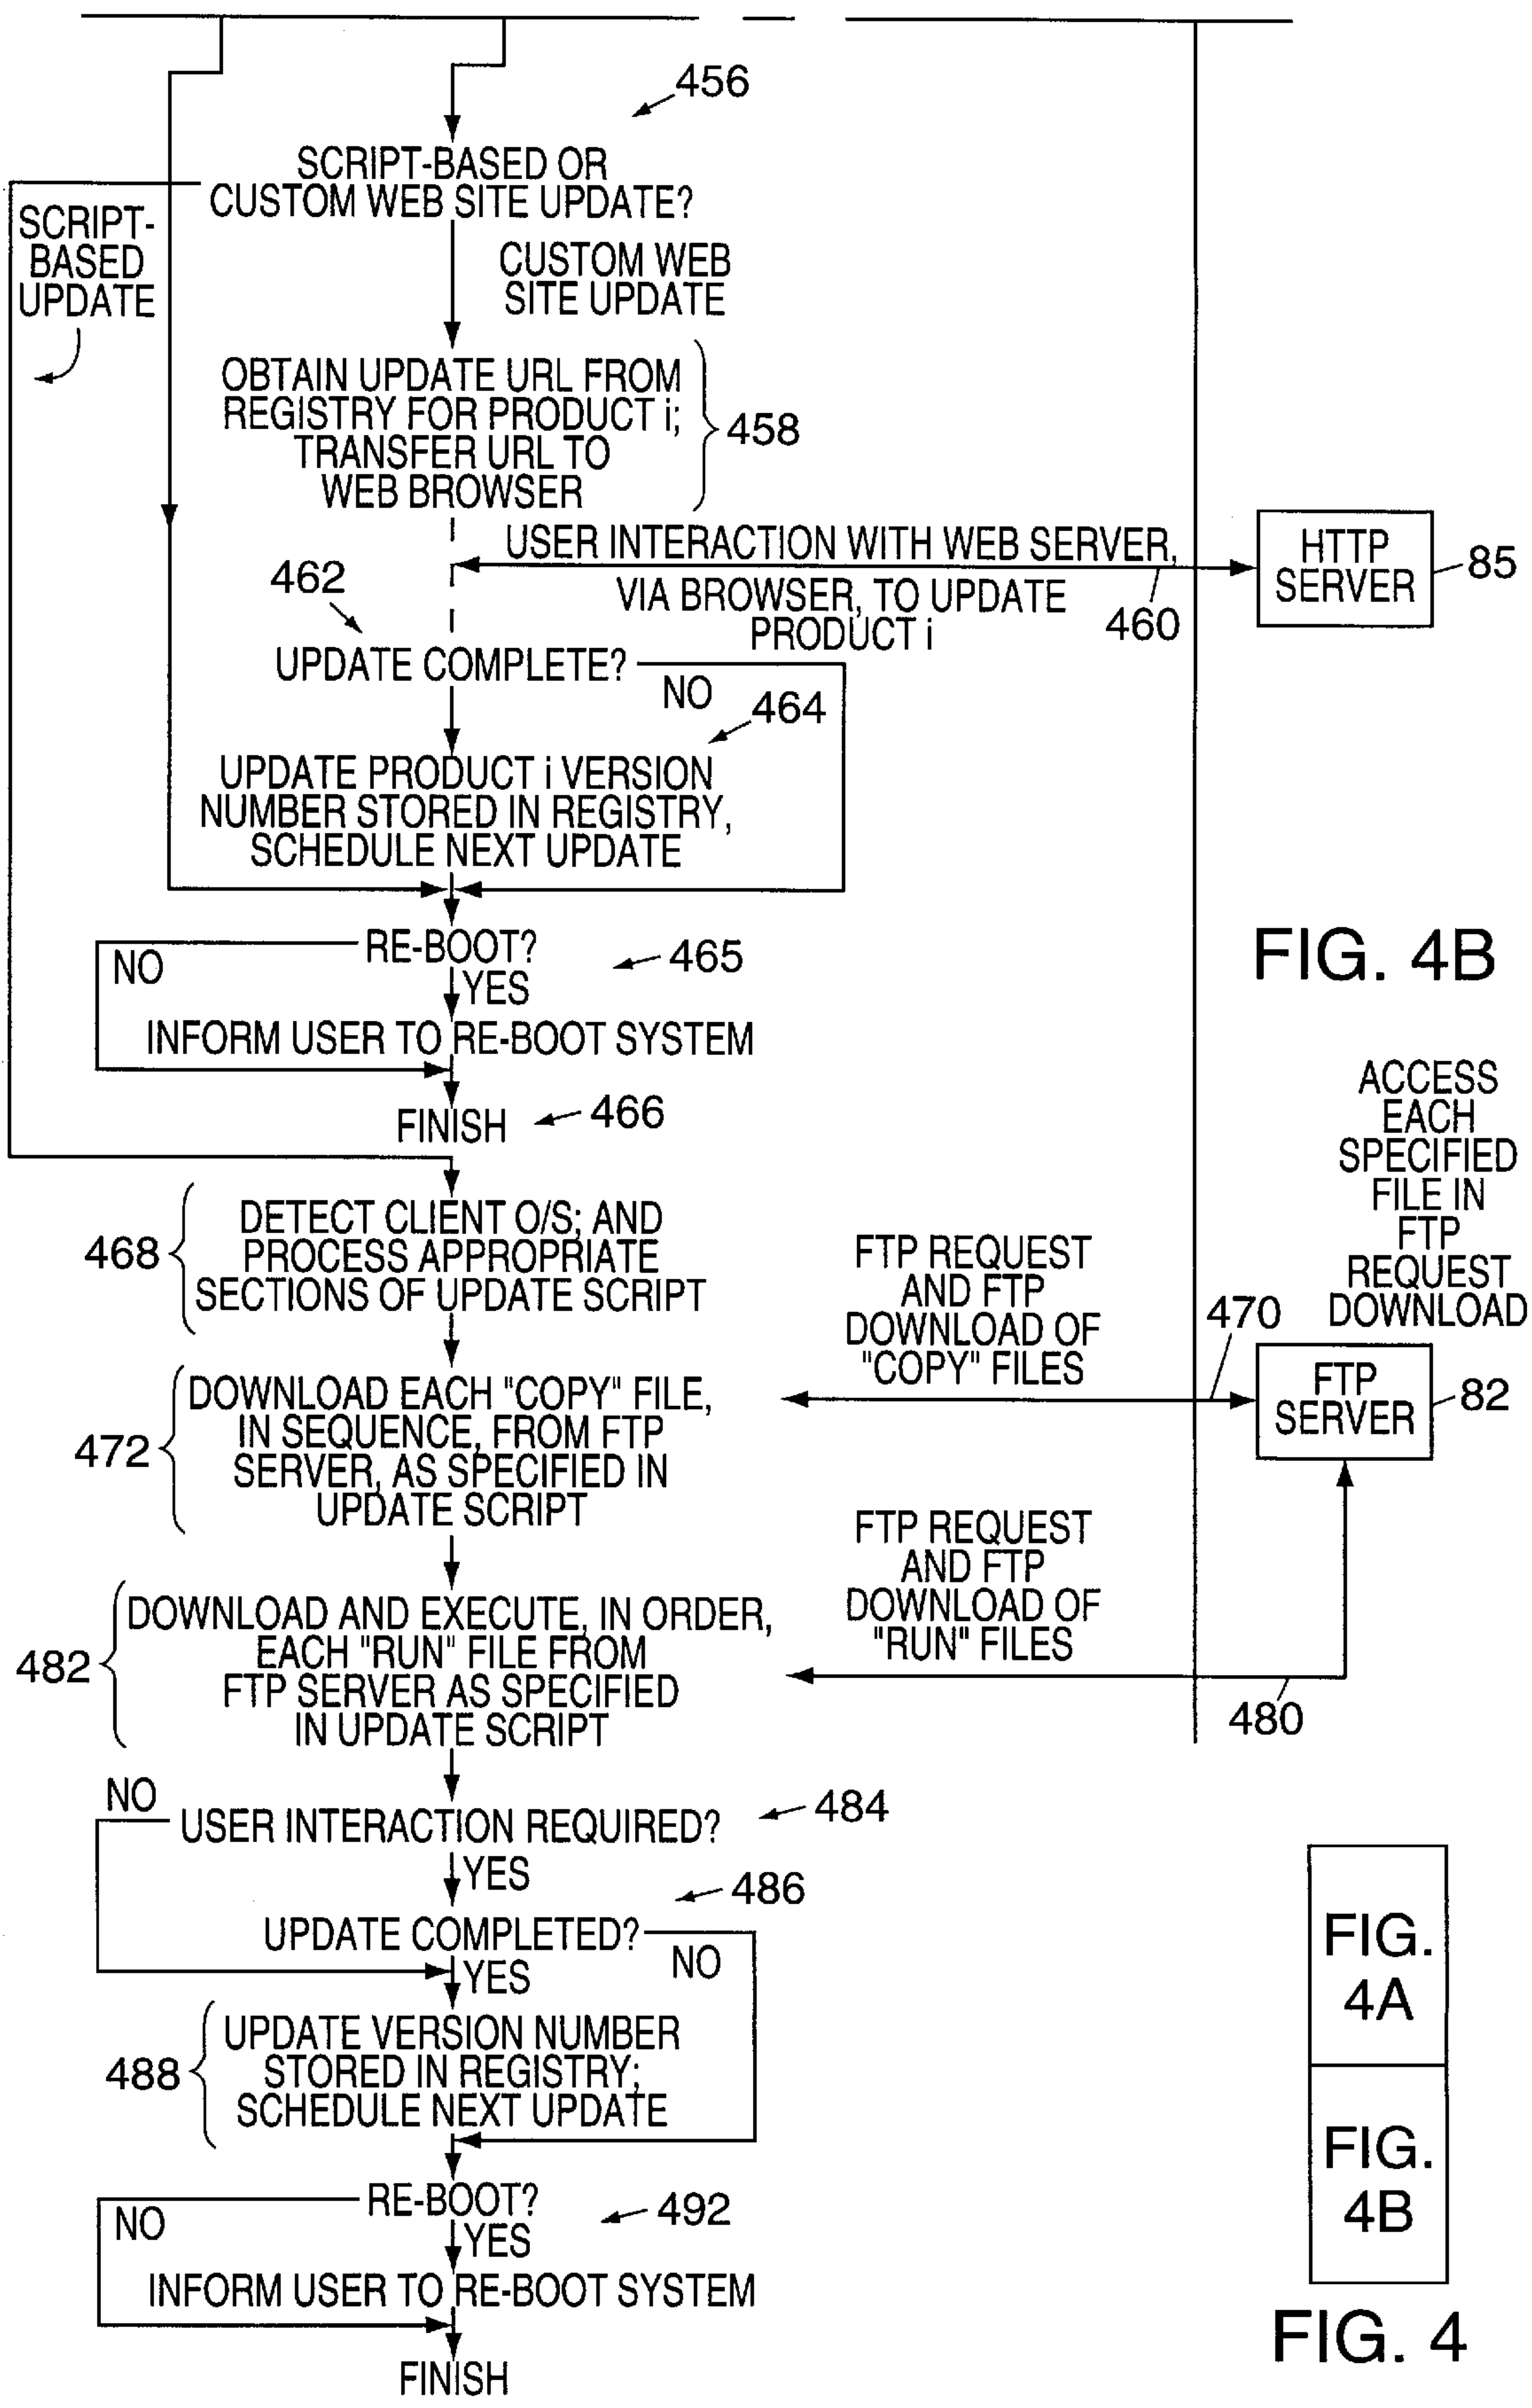 456
SCRIPT-BASED OR
CUSTOM WEB SITE UPDATE?
SCRIPT-
BASED
UPDATE
CUSTOM WEB
SITE UPDATE
OBTAIN UPDATE URL FROM
REGISTRY FOR PRODUCT i;
TRANSFER URL TO
WEB BROWSER
458
USER INTERACTION WITH WEB SERVER,
VIA BROWSER, TO UPDATE
PRODUCT i
460
HTTP
SERVER
85
462
UPDATE COMPLETE?
NO
464
UPDATE PRODUCT i VERSION
NUMBER STORED IN REGISTRY,
SCHEDULE NEXT UPDATE
RE-BOOT?
465
NO
YES
INFORM USER TO RE-BOOT SYSTEM
FINISH
466
FIG. 4B
468
DETECT CLIENT O/S; AND
PROCESS APPROPRIATE
SECTIONS OF UPDATE SCRIPT
FTP REQUEST
AND FTP
DOWNLOAD OF
"COPY" FILES
470
ACCESS
EACH
SPECIFIED
FILE IN
FTP
REQUEST
DOWNLOAD
FTP
SERVER
82
472
DOWNLOAD EACH "COPY" FILE,
IN SEQUENCE, FROM FTP
SERVER, AS SPECIFIED IN
UPDATE SCRIPT
FTP REQUEST
AND FTP
DOWNLOAD OF
"RUN" FILES
480
482
DOWNLOAD AND EXECUTE, IN ORDER,
EACH "RUN" FILE FROM
FTP SERVER AS SPECIFIED
IN UPDATE SCRIPT
NO
USER INTERACTION REQUIRED?
484
YES
486
UPDATE COMPLETED?
NO
YES
488
UPDATE VERSION NUMBER
STORED IN REGISTRY;
SCHEDULE NEXT UPDATE
RE-BOOT?
492
NO
YES
INFORM USER TO RE-BOOT SYSTEM
FINISH
FIG.
4A
FIG.
4B
FIG. 4